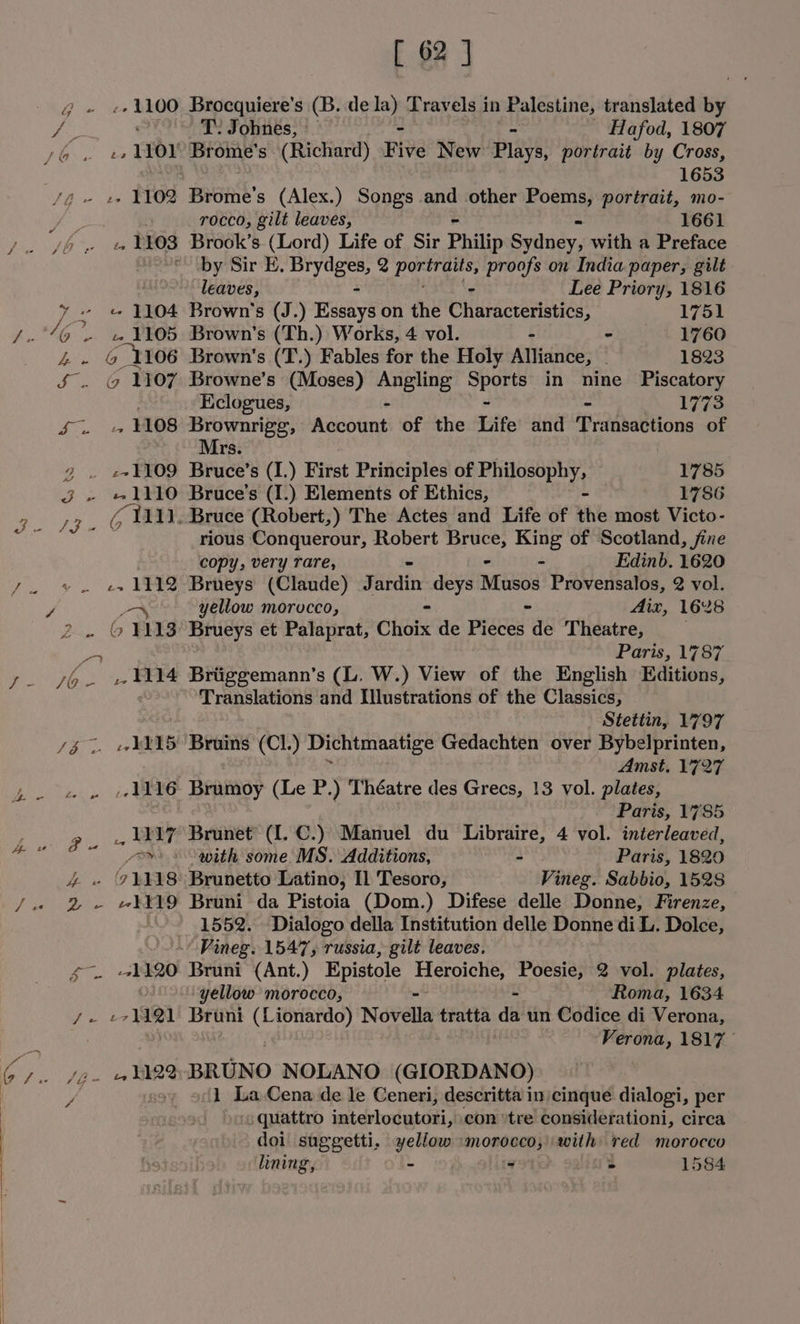 [ 62 ]
1100 Brocquiere's (B. de la) Travels in Palestine, translated by
T. Johnes, - - Hafod, 1807
1101 Brome's (Richard) Five New Plays, portrait by Cross,
1653
1102 Brome's (Alex.) Songs and other Poems, portrait, mo-
rocco, gilt leaves, - - 1661
1103 Brook's (Lord) Life of Sir Philip Sydney, with a Preface
by Sir E. Brydges, 2 portraits, proofs on India paper, gilt
leaves, - - Lee Priory, 1816
1104 Brown's (J.) Essays on the Characteristics, 1751
1105 Brown's (Th.) Works, 4 vol. - - 1760
1106 Brown's (T.) Fables for the Holy Alliance, 1823
1107 Browne's (Moses) Angling Sports in nine Piscatory
Eclogues, - - - 1773
1108 Brownrigg, Account of the Life and Transactions of
Mrs.
1109 Bruce's (I.) First Principles of Philosophy, 1785
1110 Bruce's (I.) Elements of Ethics, - 1786
1111. Bruce (Robert,) The Actes and Life of the most Victo-
rious Conquerour, Robert Bruce, King of Scotland, fine
copy, very rare, - - - Edinb. 1620
1112 Brueys (Claude) Jardin deys Musos Provensalos, 2 vol.
yellow morocco, - - Aix, 1628
1113 Brueys et Palaprat, Choix de Pieces de Theatre,
Paris, 1787
1114 Brüggemann's (L. W.) View of the English Editions,
Translations and Illustrations of the Classics,
Stettin, 1797
1115 Bruins (Cl.) Dichtmaatige Gedachten over Bybelprinten,
Amst. 1727
1116 Brumoy (Le P.) Théatre des Grecs, 13 vol. plates,
Paris, 1785
1117 Brunet (I. C.) Manuel du Libraire, 4 vol. interleaved,
with some MS. Additions, - Paris, 1820
1118 Brunetto Latino, Il Tesoro, Vineg. Sabbio, 1528
1119 Bruni da Pistoia (Dom.) Difese delle Donne, Firenze,
1552. Dialogo della Institution delle Donne di L. Dolce,
Vineg. 1547, russia, gilt leaves.
1120 Bruni (Ant.) Epistole Heroiche, Poesie, 2 vol. plates,
yellow morocco, - - Roma, 1634
1121 Bruni (Lionardo) Novella tratta da un Codice di Verona,
Verona, 1817
1122 BRUNO NOLANO (GIORDANO)
1 La Cena de le Ceneri, descritta in cinque dialogi, per
quattro interlocutori, con tre considerationi, circa
doi suggetti, yellow morocco, with red morocco
lining, - - - 1584